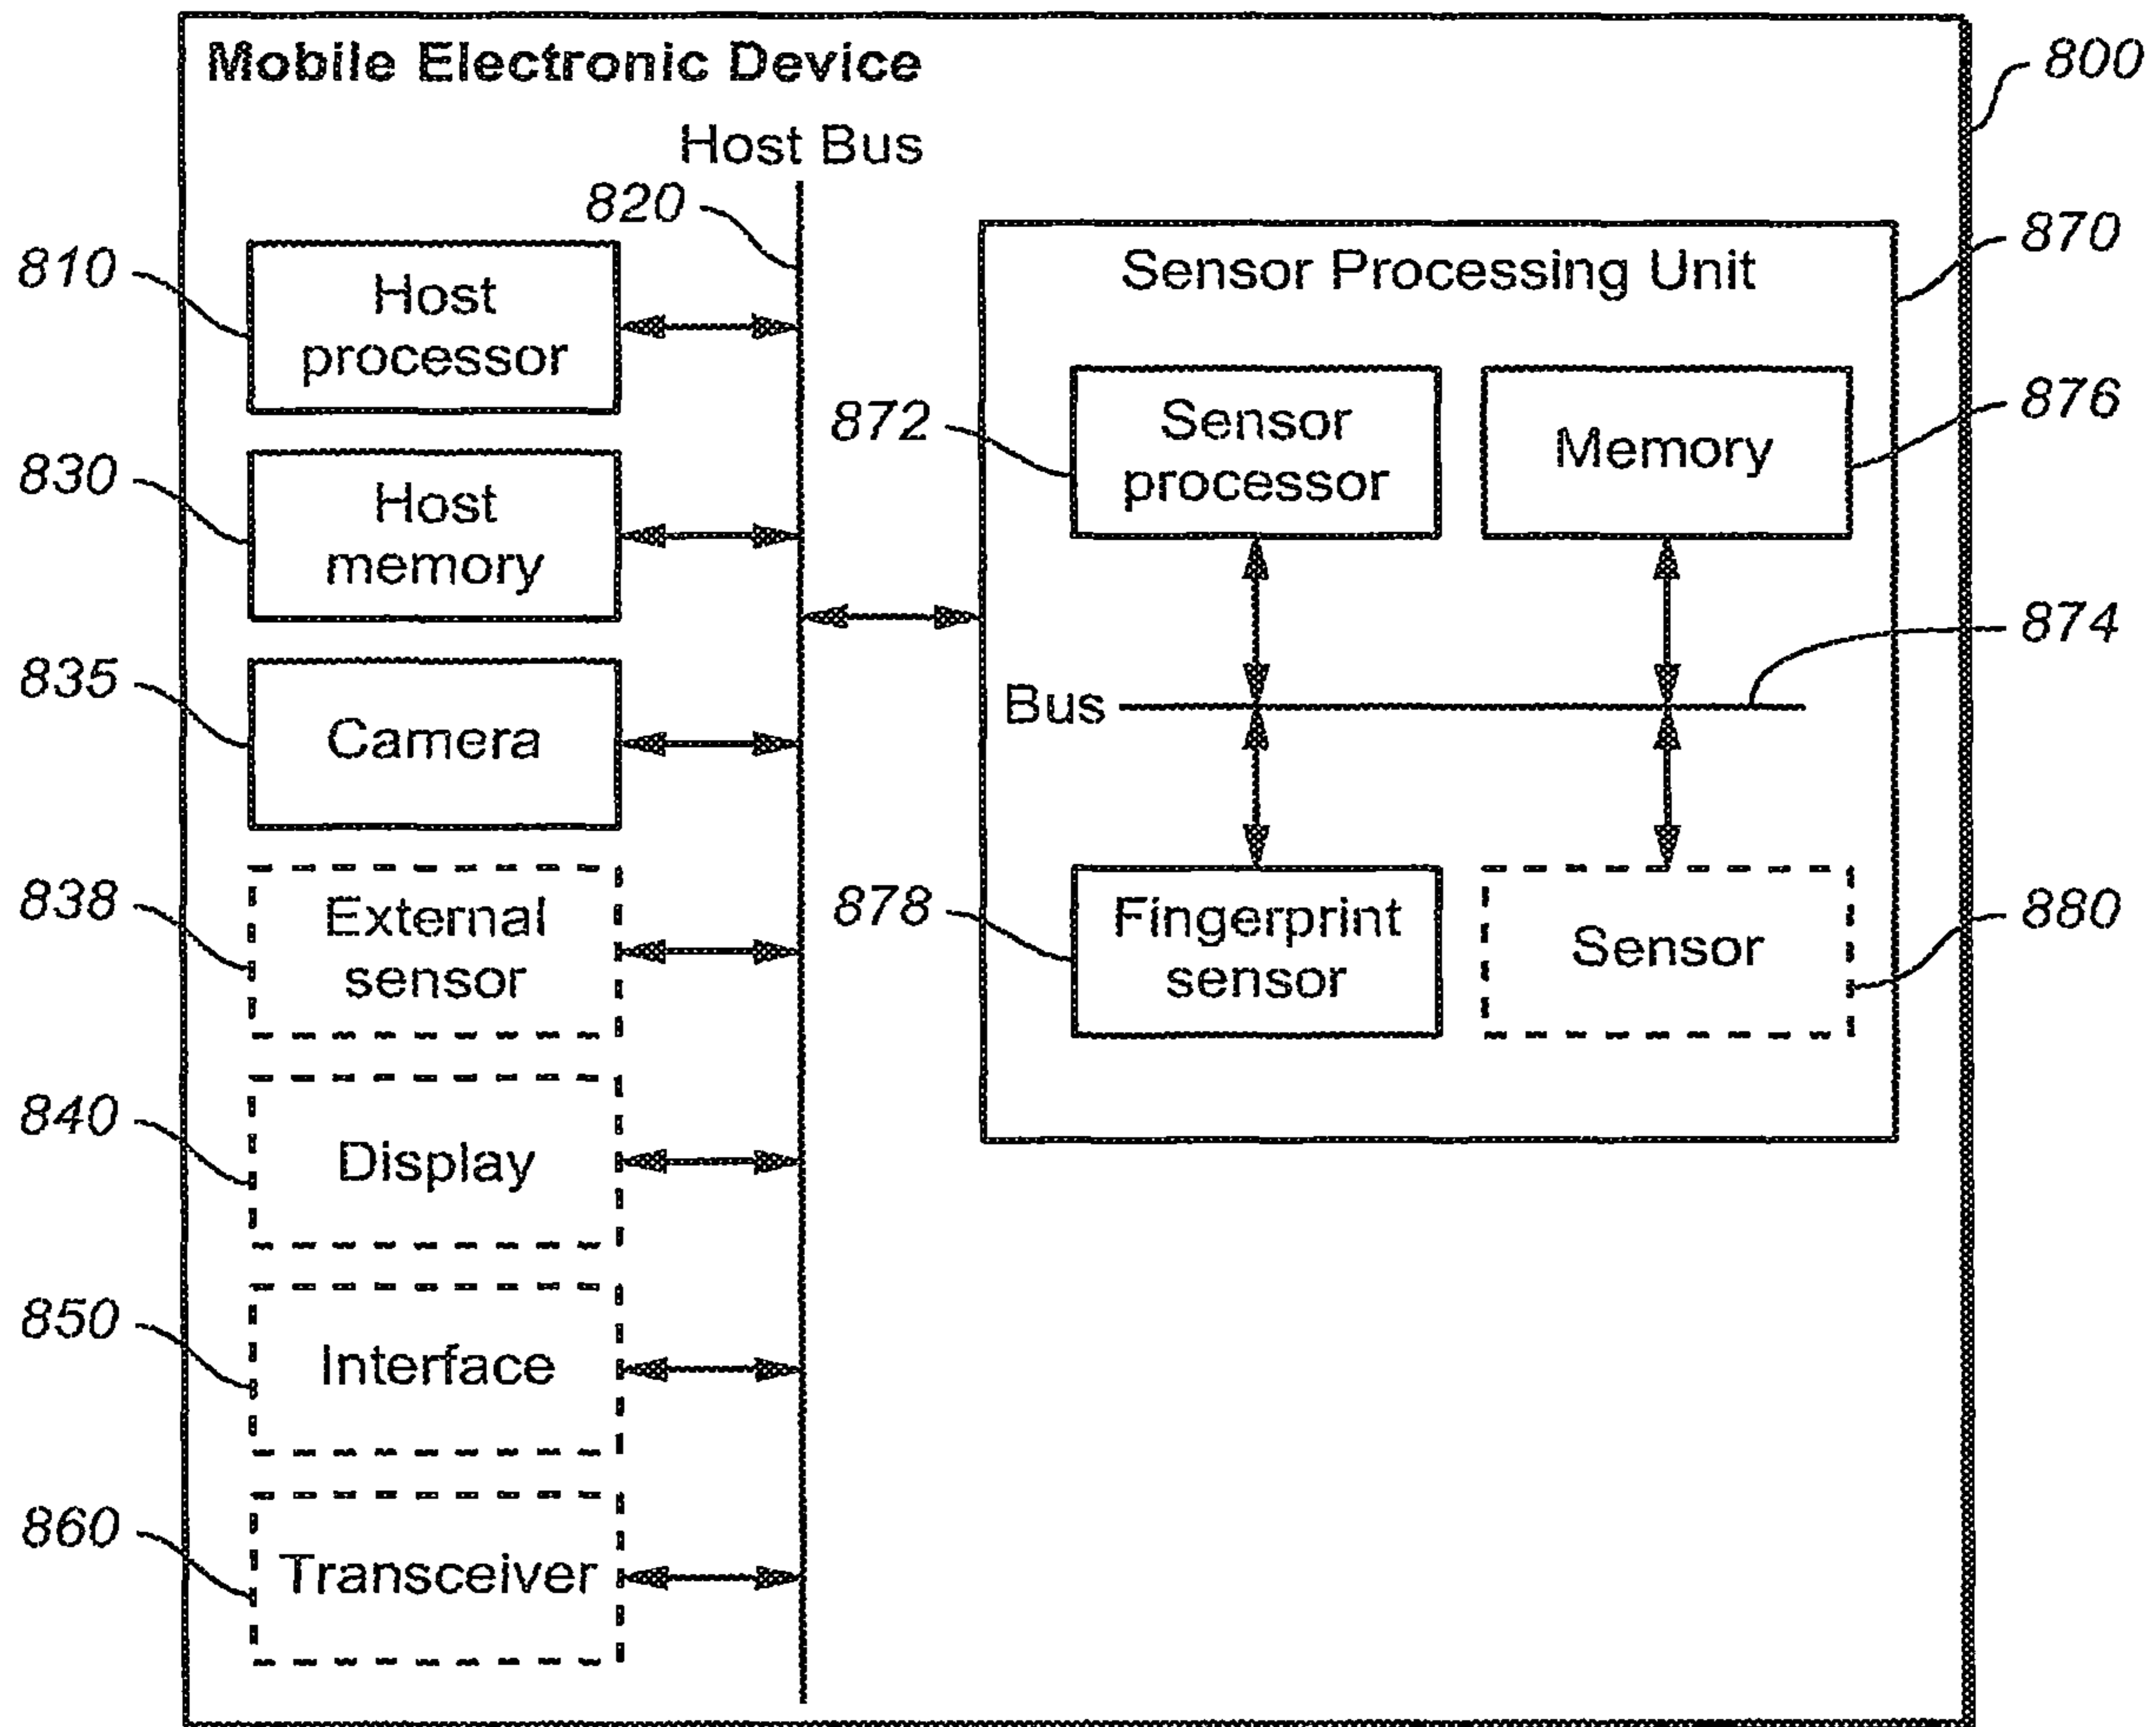 Mobile Electronic Device
800
Host Bus
820
810
Host
processor
830
Host
memory
835
Camera
838
External
sensor
840
Display
850
Interface
860
Transceiver
870
Sensor Processing Unit
872
Sensor
processor
Memory
876
874
Bus
878
Fingerprint
sensor
Sensor
880